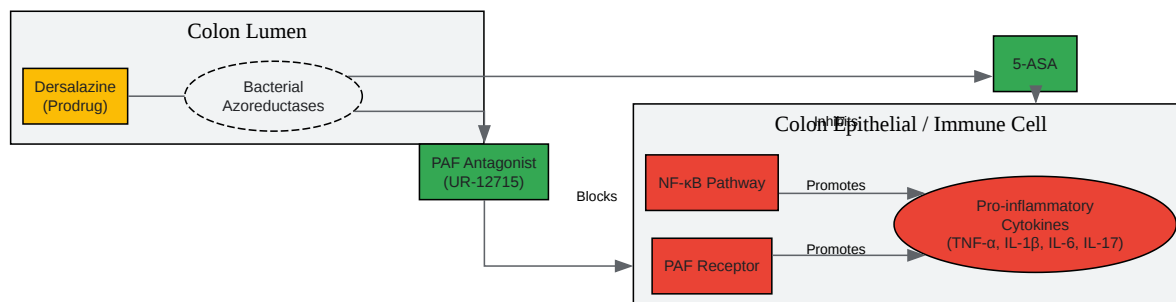 Colon Lumen
Dersalazine
(Prodrug)
Bacterial
Azoreductases
5-ASA
PAF Antagonist
(UR-12715)
Inhibits
Colon Epithelial / Immune Cell
Blocks
NF-κB Pathway
Promotes
Pro-inflammatory
Cytokines
(TNF-α, IL-1β, IL-6, IL-17)
PAF Receptor
Promotes